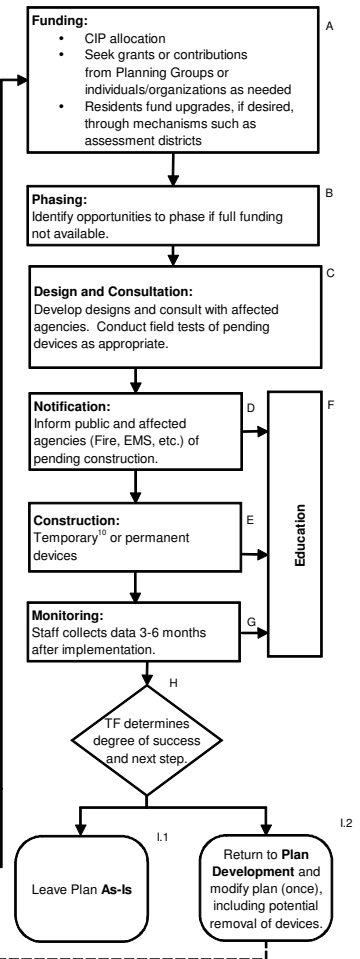 Funding:
A
• CIP allocation
• Seek grants or contributions
from Planning Groups or
individuals/organizations as needed
• Residents fund upgrades, if desired,
through mechanisms such as
assessment districts
B
Phasing:
Identify opportunities to phase if full funding
not available.
C
Design and Consultation:
Develop designs and consult with affected
agencies. Conduct field tests of pending
devices as appropriate.
Notification:
D
F
Inform public and affected
agencies (Fire, EMS, etc.) of
pending construction.
Education
Construction:
E
Temporary10 or permanent
devices
Monitoring:
G
Staff collects data 3-6 months
after implementation.
H
TF determines
degree of success
and next step.
I.1
Leave Plan As-Is
I.2
Return to Plan
Development and
modify plan (once),
including potential
removal of devices.